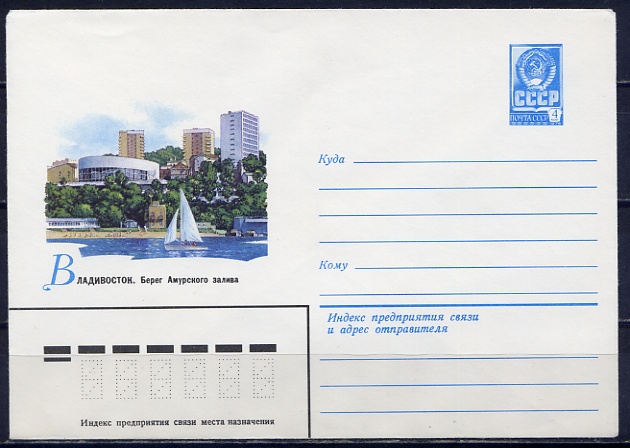 СССР
ПОЧТА СССР 4
Куда
Кому
Владивосток. Берег Амурского залива
Индекс предприятия связи
и адрес отправителя
Индекс предприятия связи места назначения